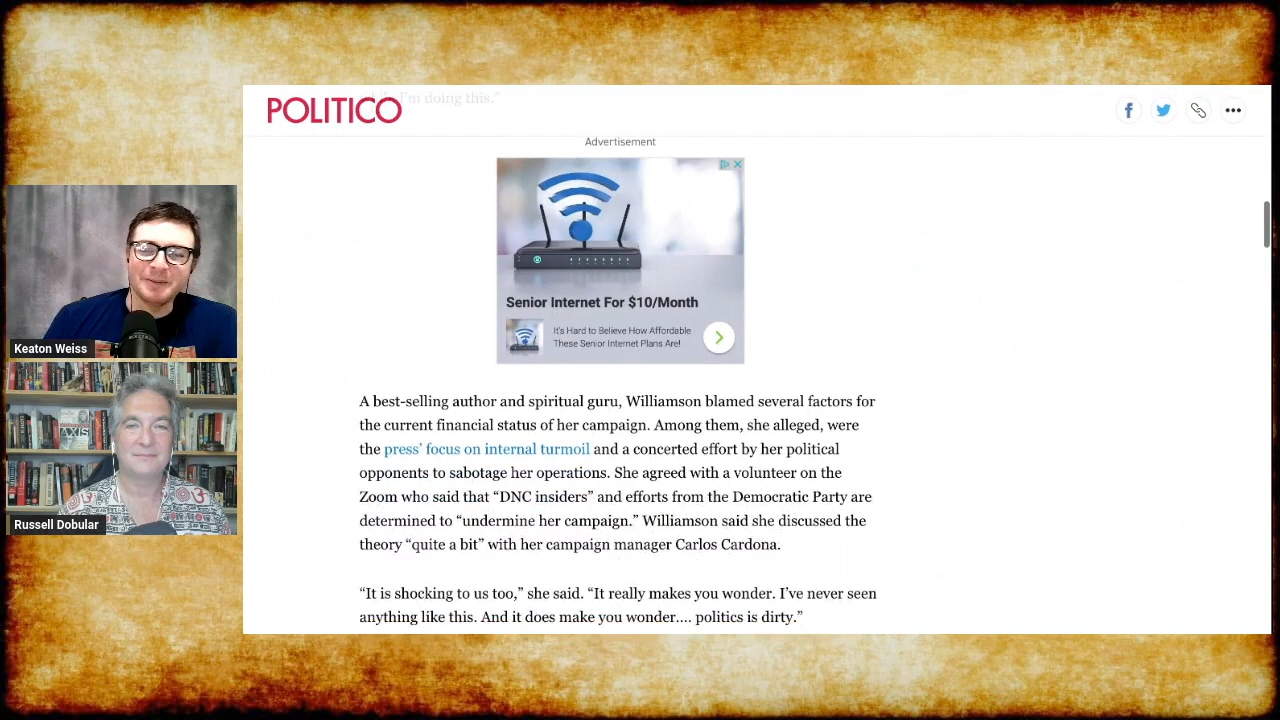 POLITICO
I'm doing this.”
Advertisement
Senior Internet For $10/Month
It's Hard to Believe How Affordable
These Senior Internet Plans Are!
Keaton Weiss
AXIS
Russell Dobular
A best-selling author and spiritual guru, Williamson blamed several factors for
the current financial status of her campaign. Among them, she alleged, were
the press’ focus on internal turmoil and a concerted effort by her political
opponents to sabotage her operations. She agreed with a volunteer on the
Zoom who said that “DNC insiders” and efforts from the Democratic Party are
determined to “undermine her campaign.” Williamson said she discussed the
theory “quite a bit” with her campaign manager Carlos Cardona.
“It is shocking to us too,” she said. “It really makes you wonder. I’ve never seen
anything like this. And it does make you wonder.... politics is dirty.”